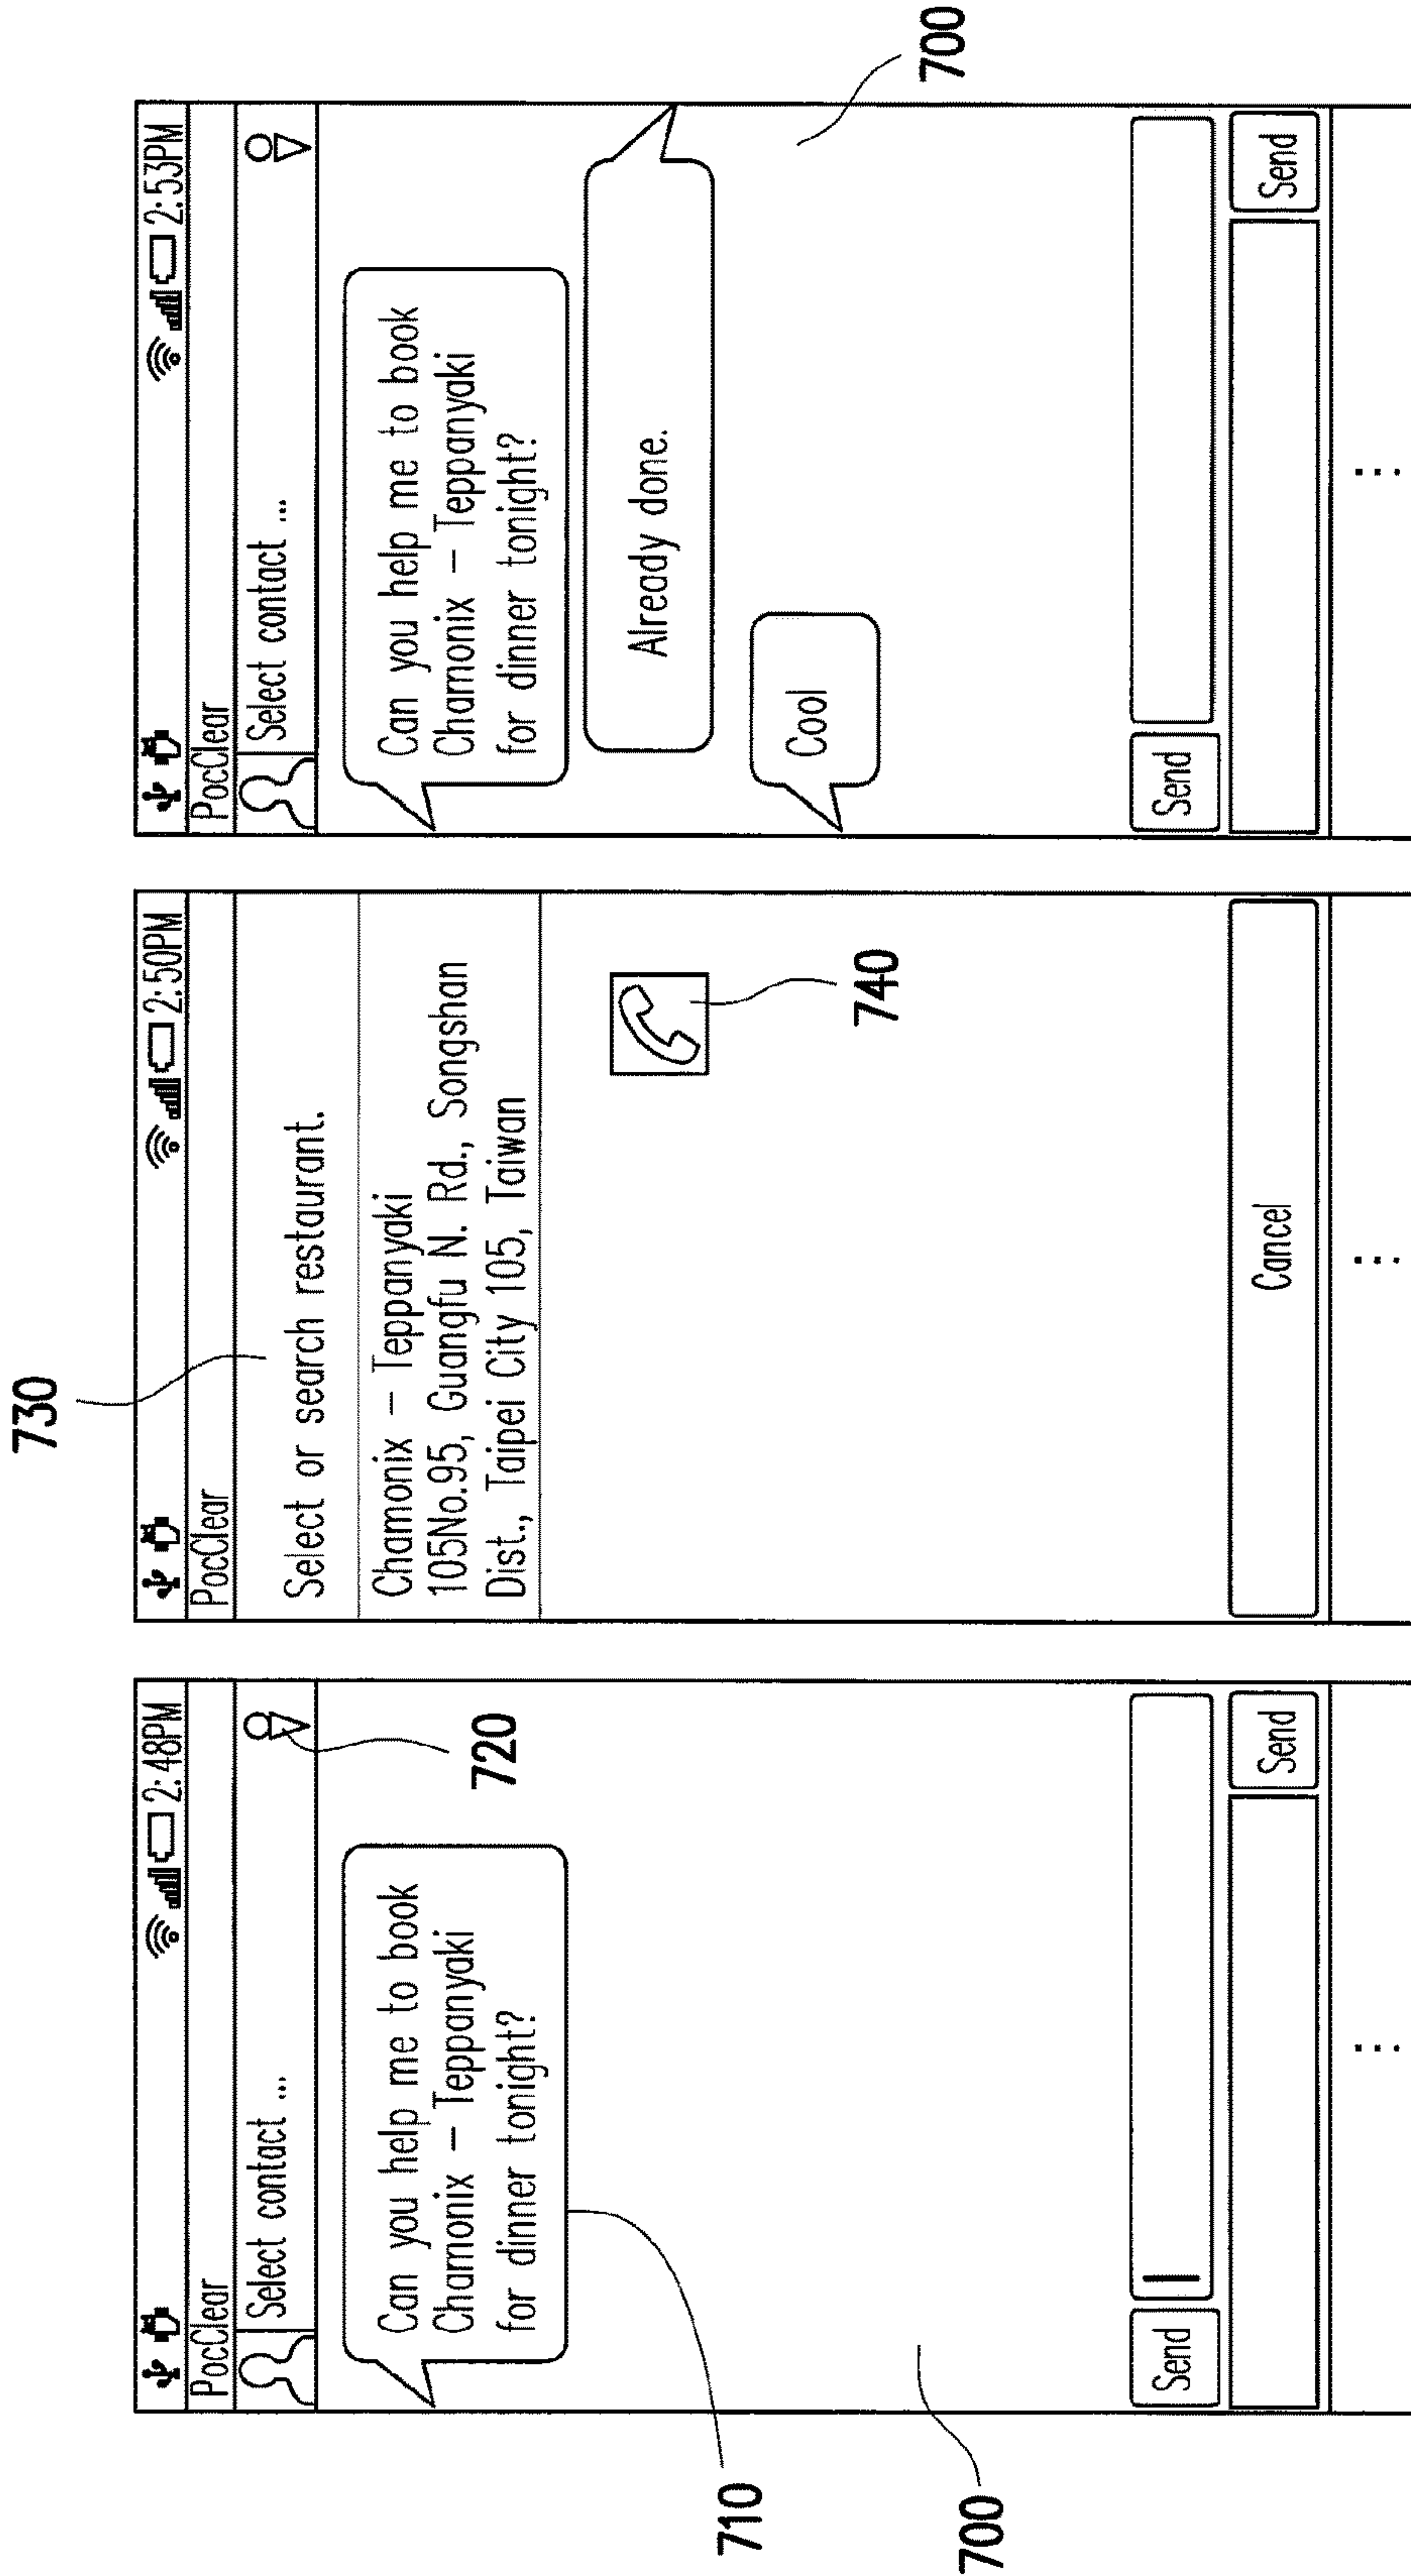 2:48PM
PocClear
Select contact ...
720
Can you help me to book
Chamonix – Teppanyaki
for dinner tonight?
710
700
Send
Send
...
730
2:50PM
PocClear
Select or search restaurant.
Chamonix – Teppanyaki
105No.95, Guangfu N. Rd., Songshan
Dist., Taipei City 105, Taiwan
740
Cancel
...
2:53PM
PocClear
Select contact ...
Can you help me to book
Chamonix – Teppanyaki
for dinner tonight?
Already done.
Cool
700
Send
Send
...